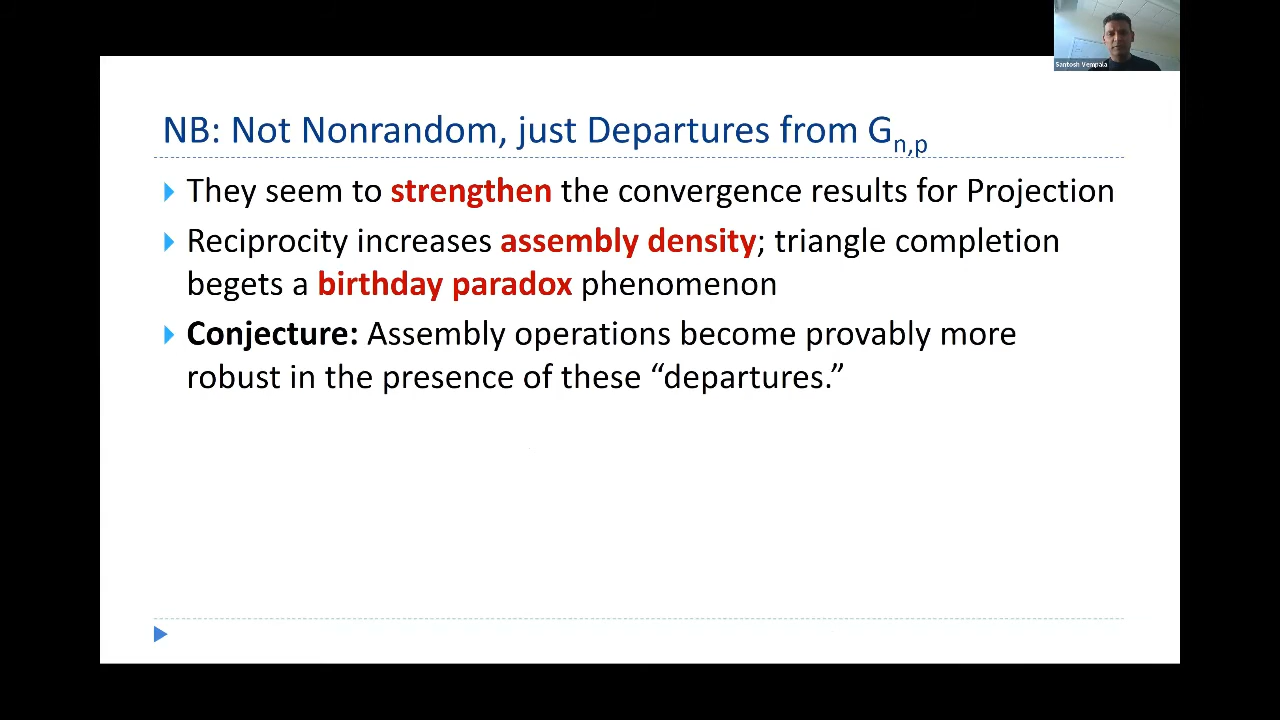 Santosh Vempala
NB: Not Nonrandom, just Departures from Gn,p
They seem to strengthen the convergence results for Projection
Reciprocity increases assembly density; triangle completion
begets a birthday paradox phenomenon
Conjecture: Assembly operations become provably more
robust in the presence of these “departures.”